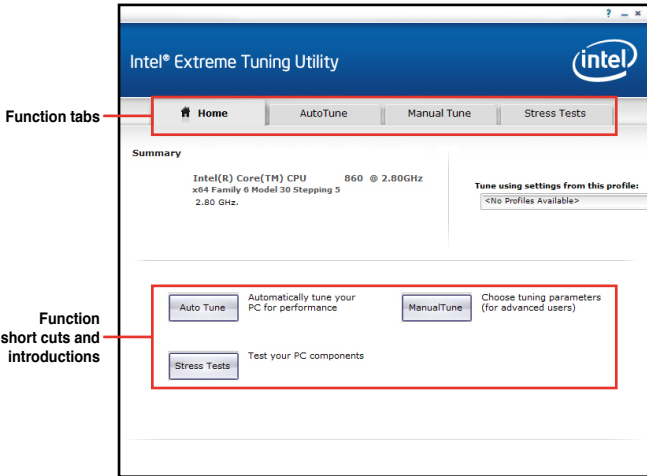 ? _ ×
Intel® Extreme Tuning Utility
intel
Function tabs
Home
AutoTune
Manual Tune
Stress Tests
Summary
Intel(R) Core(TM) CPU 860 @ 2.80GHz
x64 Family 6 Model 30 Stepping 5
2.80 GHz.
Tune using settings from this profile:
<No Profiles Available>
Function
short cuts and
introductions
Auto Tune
Automatically tune your
PC for performance
ManualTune
Choose tuning parameters
(for advanced users)
Stress Tests
Test your PC components